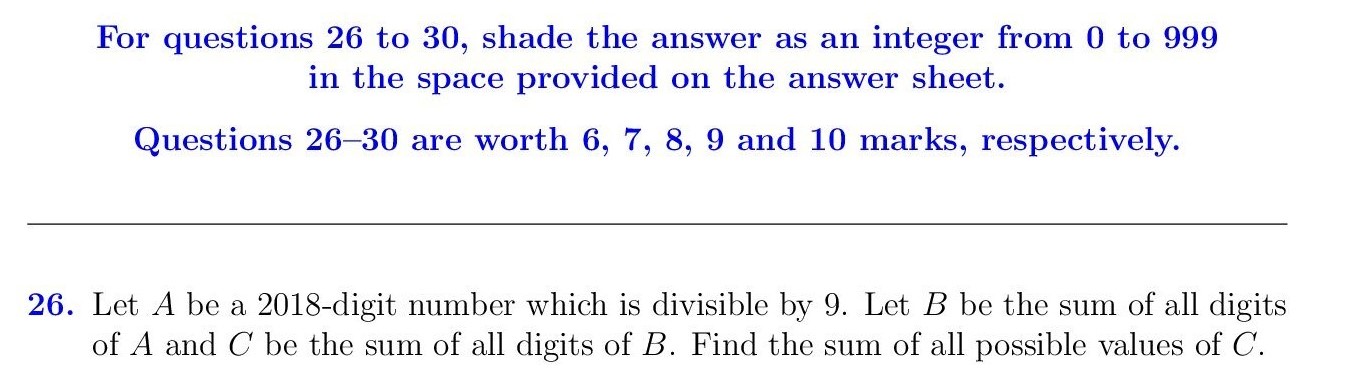 For questions 26 to 30, shade the answer as an integer from 0 to 999
in the space provided on the answer sheet.
Questions 26–30 are worth 6, 7, 8, 9 and 10 marks, respectively.
26. Let A be a 2018-digit number which is divisible by 9. Let B be the sum of all digits
of A and C be the sum of all digits of B. Find the sum of all possible values of C.